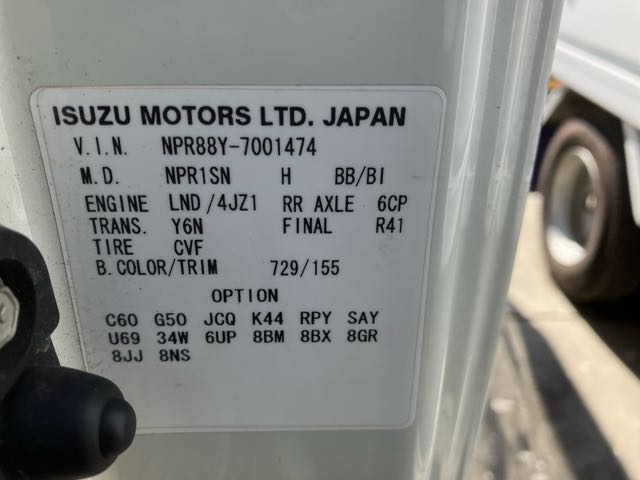 ISUZU MOTORS LTD. JAPAN
V.I.N. NPR88Y-7001474
M.D. NPR1SN H BB/BI
ENGINE LND/4JZ1 RR AXLE 6CP
TRANS. Y6N FINAL R41
TIRE CVF
B.COLOR/TRIM 729/155
OPTION
C60 G50 JCQ K44 RPY SAY
U69 34W 6UP 8BM 8BX 8GR
8JJ 8NS